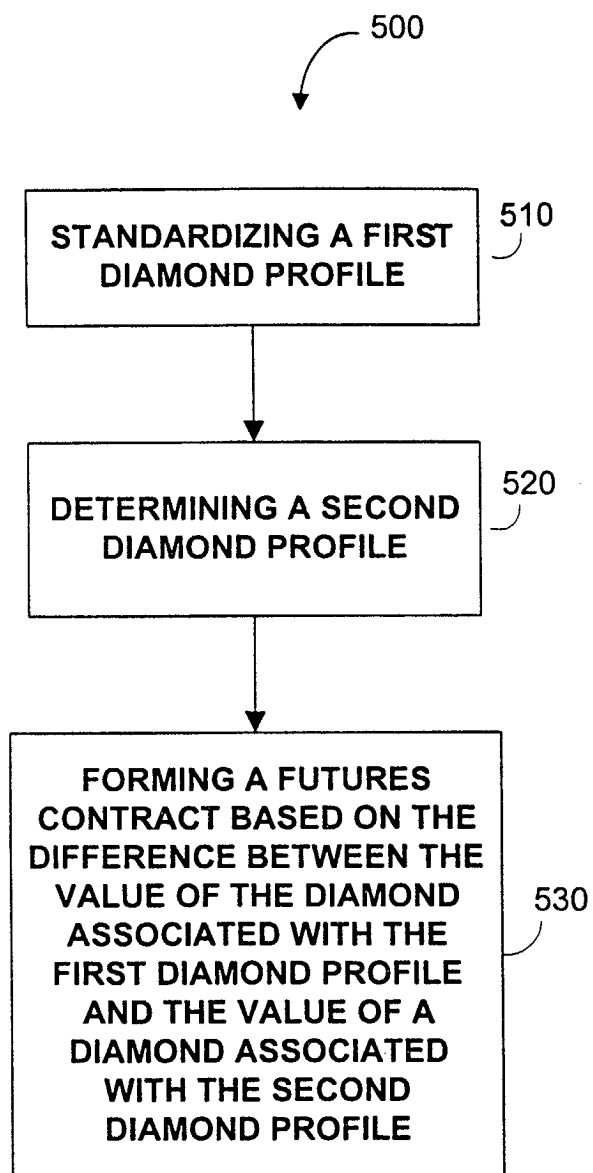 500
STANDARDIZING A FIRST
DIAMOND PROFILE
510
DETERMINING A SECOND
DIAMOND PROFILE
520
FORMING A FUTURES
CONTRACT BASED ON THE
DIFFERENCE BETWEEN THE
VALUE OF THE DIAMOND
ASSOCIATED WITH THE
FIRST DIAMOND PROFILE
AND THE VALUE OF A
DIAMOND ASSOCIATED
WITH THE SECOND
DIAMOND PROFILE
530